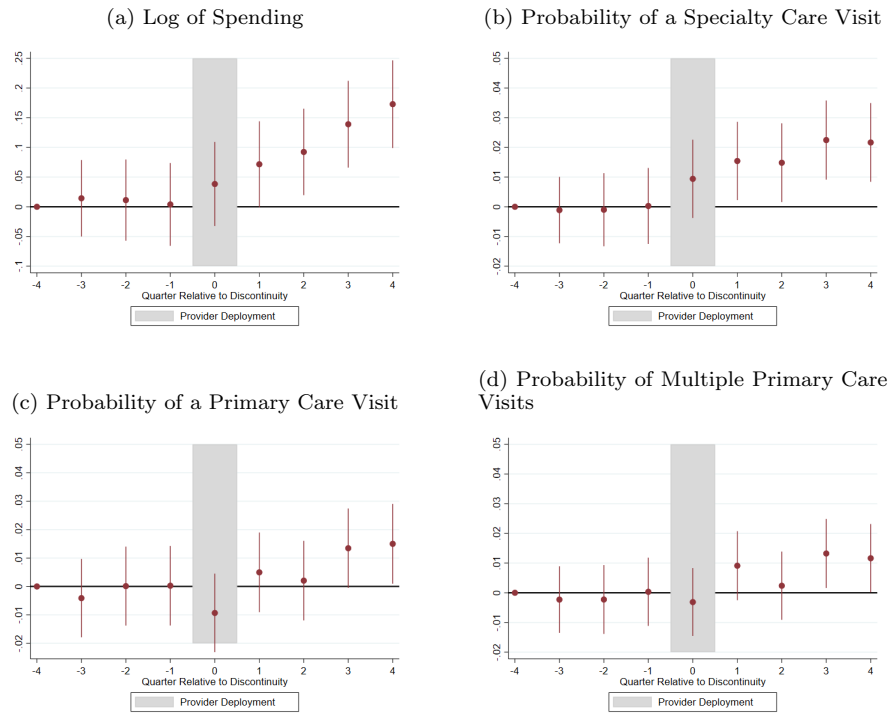 (a) Log of Spending
.25
.2
.15
.1
.05
0
-.05
-.1
-4 -3 -2 -1 0 1 2 3 4
Quarter Relative to Discontinuity
Provider Deployment
(b) Probability of a Specialty Care Visit
.05
.04
.03
.02
.01
0
-.01
-.02
-4 -3 -2 -1 0 1 2 3 4
Quarter Relative to Discontinuity
Provider Deployment
(c) Probability of a Primary Care Visit
.05
.04
.03
.02
.01
0
-.01
-.02
-4 -3 -2 -1 0 1 2 3 4
Quarter Relative to Discontinuity
Provider Deployment
(d) Probability of Multiple Primary Care
Visits
.05
.04
.03
.02
.01
0
-.01
-.02
-4 -3 -2 -1 0 1 2 3 4
Quarter Relative to Discontinuity
Provider Deployment